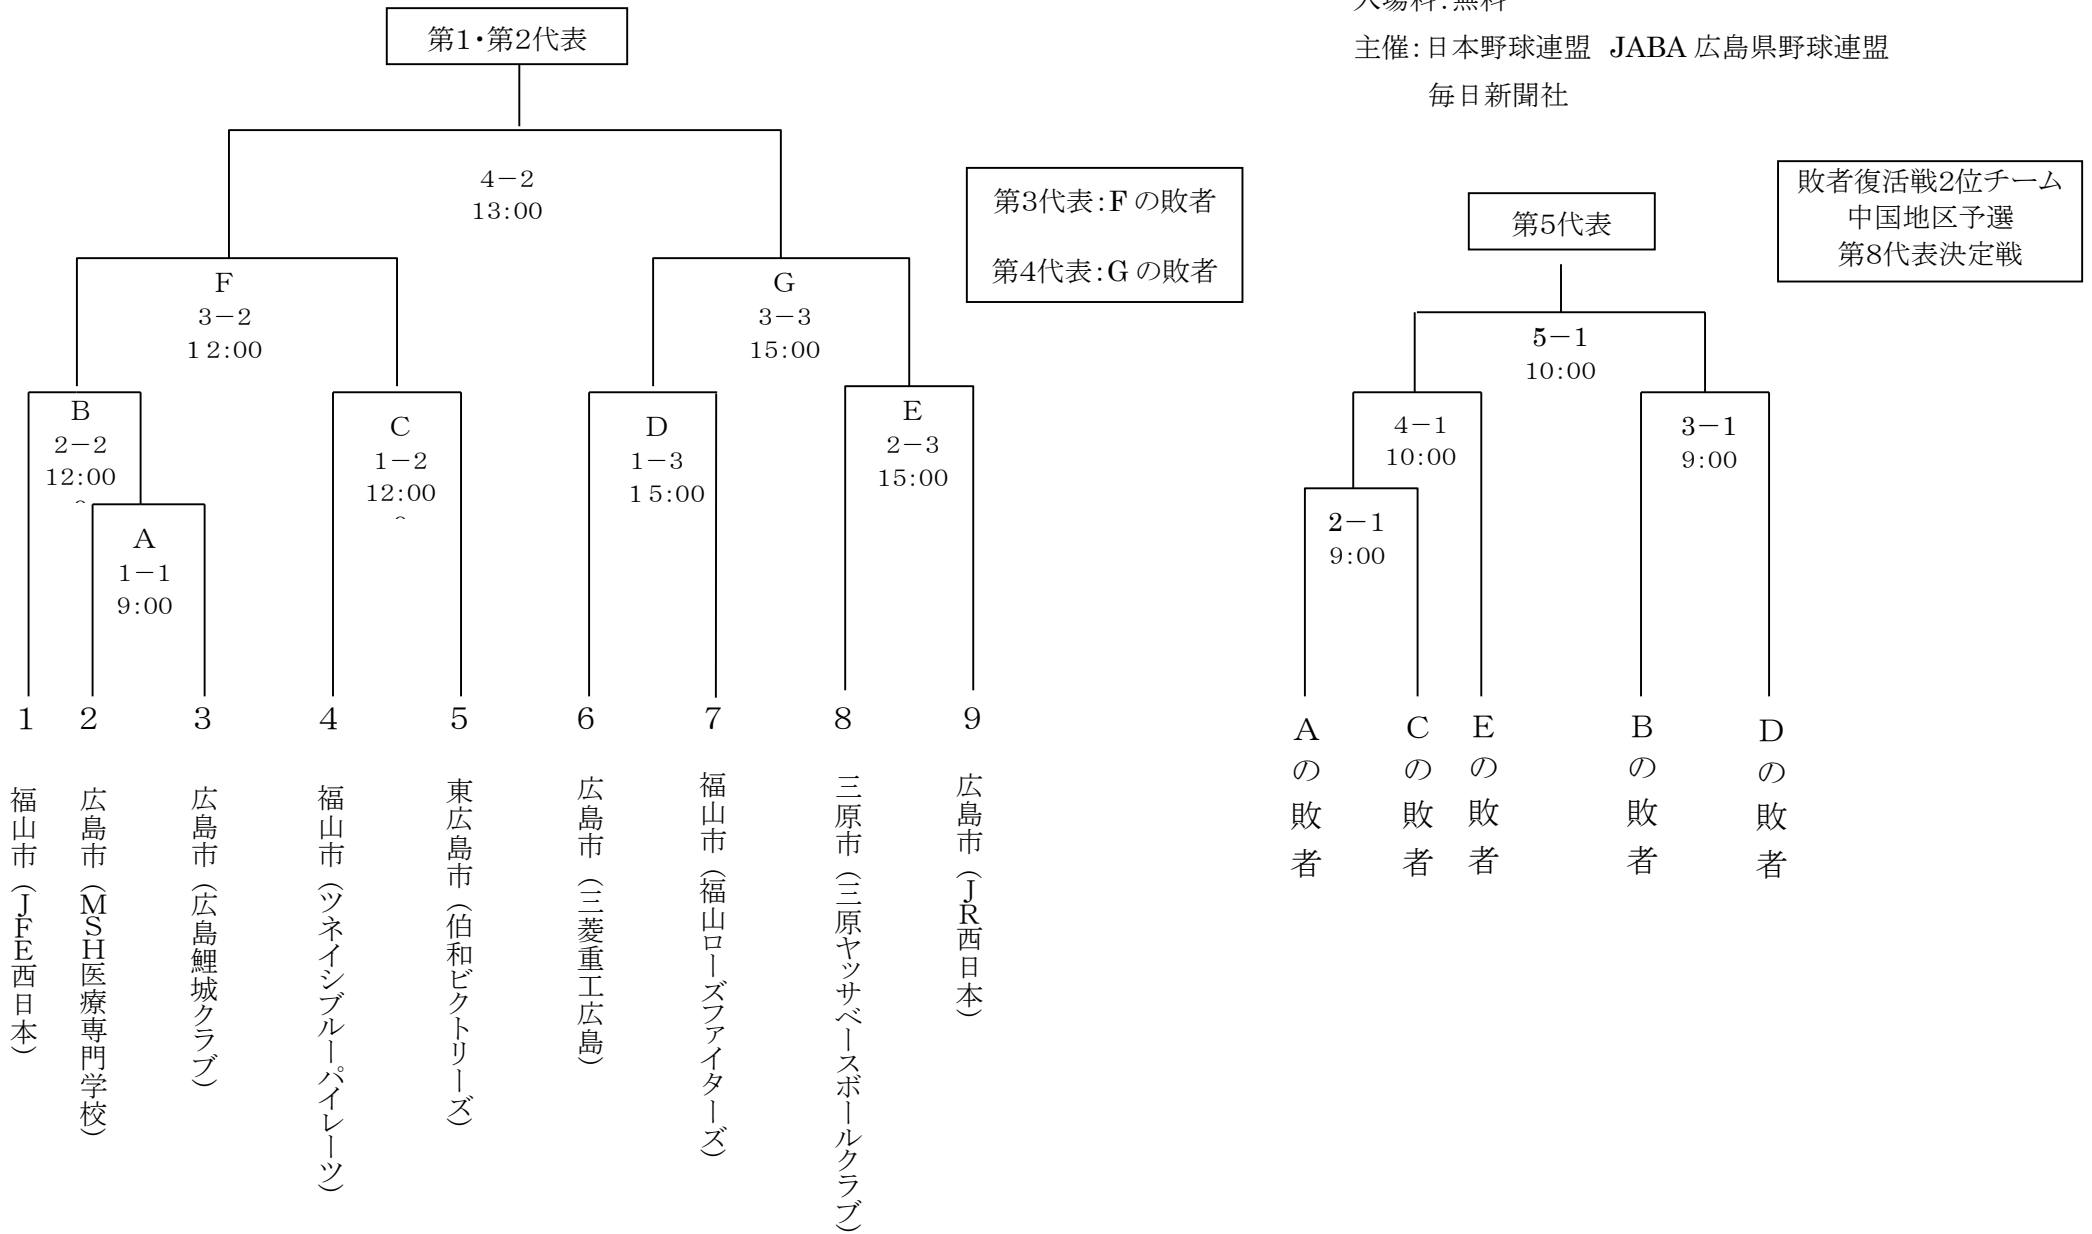 入場料：無料
主催：日本野球連盟 JABA 広島県野球連盟
毎日新聞社
第1・第2代表
4－2
13:00
第3代表：F の敗者
第4代表：G の敗者
F
3－2
12:00
G
3－3
15:00
B
2－2
12:00
C
1－2
12:00
D
1－3
15:00
E
2－3
15:00
A
1－1
9:00
1
2
3
4
5
6
7
8
9
福山市（JFE西日本）
広島市（MSH医療専門学校）
広島市（広島鯉城クラブ）
福山市（ツネイシブルーパイレーツ）
東広島市（伯和ビクトリーズ）
広島市（三菱重工広島）
福山市（福山ローズファイターズ）
三原市（三原ヤッサベースボールクラブ）
広島市（JR西日本）
第5代表
敗者復活戦2位チーム
中国地区予選
第8代表決定戦
5－1
10:00
4－1
10:00
3－1
9:00
2－1
9:00
Aの敗者
Cの敗者
Eの敗者
Bの敗者
Dの敗者